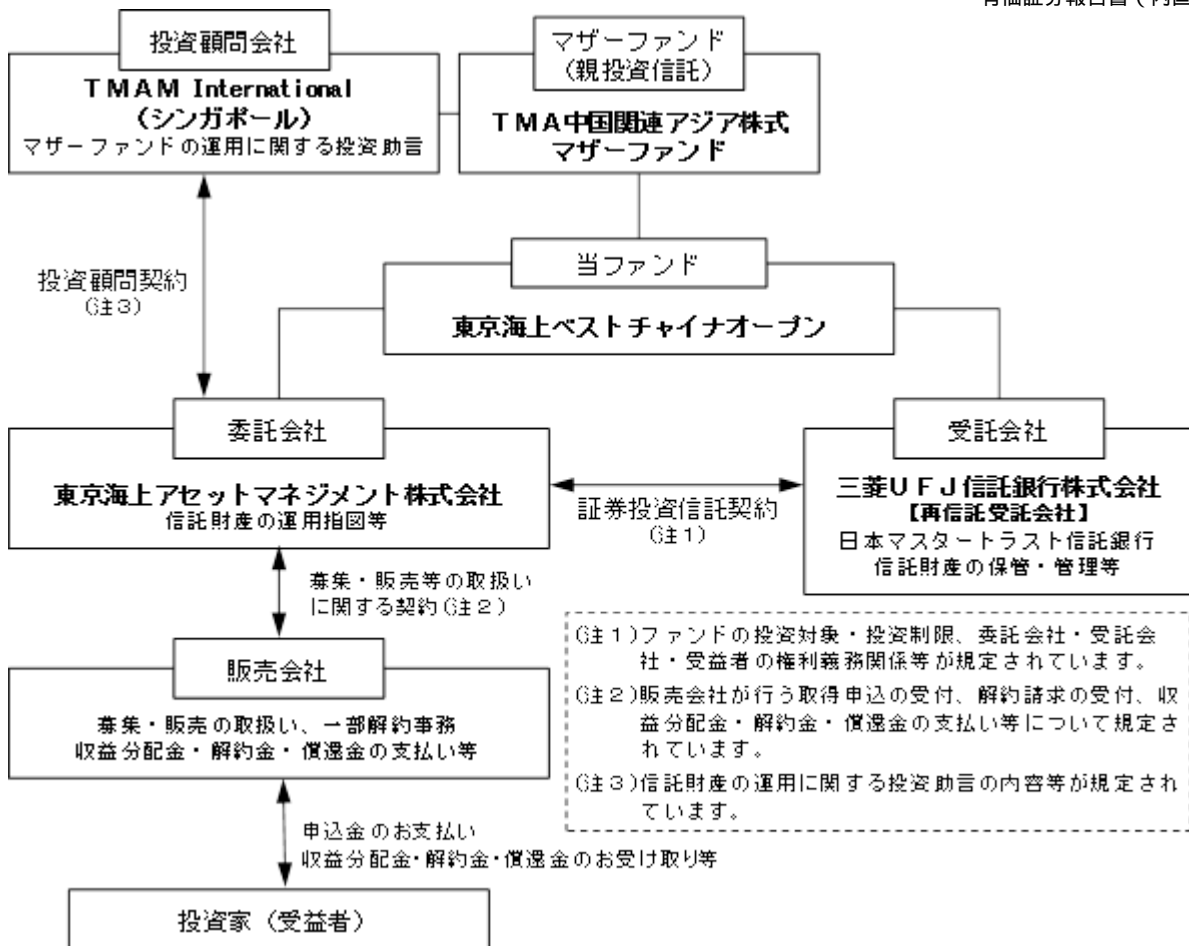 投資顧問会社
ＴＭＡＭ International
（シンガポール）
マザーファンドの運用に関する投資助言
マザーファンド
（親投資信託）
ＴＭＡ中国関連アジア株式
マザーファンド
当ファンド
東京海上ベストチャイナオープン
投資顧問契約
（注３）
委託会社
東京海上アセットマネジメント株式会社
信託財産の運用指図等
証券投資信託契約
（注１）
受託会社
三菱ＵＦＪ信託銀行株式会社
【再信託受託会社】
日本マスタートラスト信託銀行
信託財産の保管・管理等
募集・販売等の取扱い
に関する契約（注２）
販売会社
募集・販売の取扱い、一部解約事務
収益分配金・解約金・償還金の支払い等
（注１）ファンドの投資対象・投資制限、委託会社・受託会
社・受益者の権利義務関係等が規定されています。
（注２）販売会社が行う取得申込の受付、解約請求の受付、収
益分配金・解約金・償還金の支払い等について規定さ
れています。
（注３）信託財産の運用に関する投資助言の内容等が規定され
ています。
申込金のお支払い
収益分配金・解約金・償還金のお受け取り等
投資家（受益者）